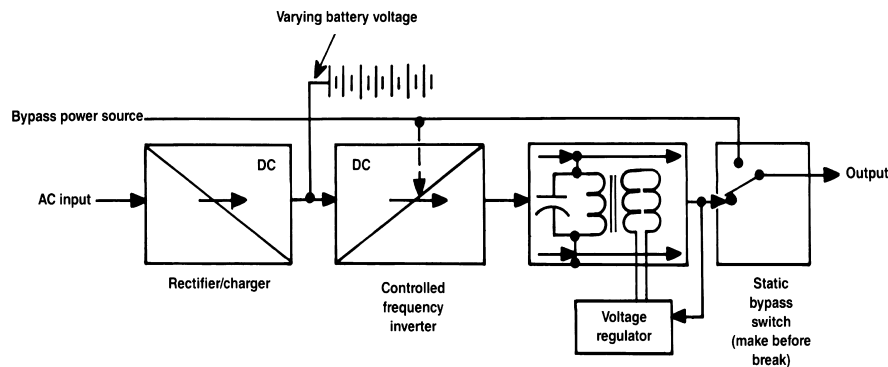 Varying battery voltage
Bypass power source
DC
DC
AC input
Output
Rectifier/charger
Controlled
frequency
inverter
Voltage
regulator
Static
bypass
switch
(make before
break)